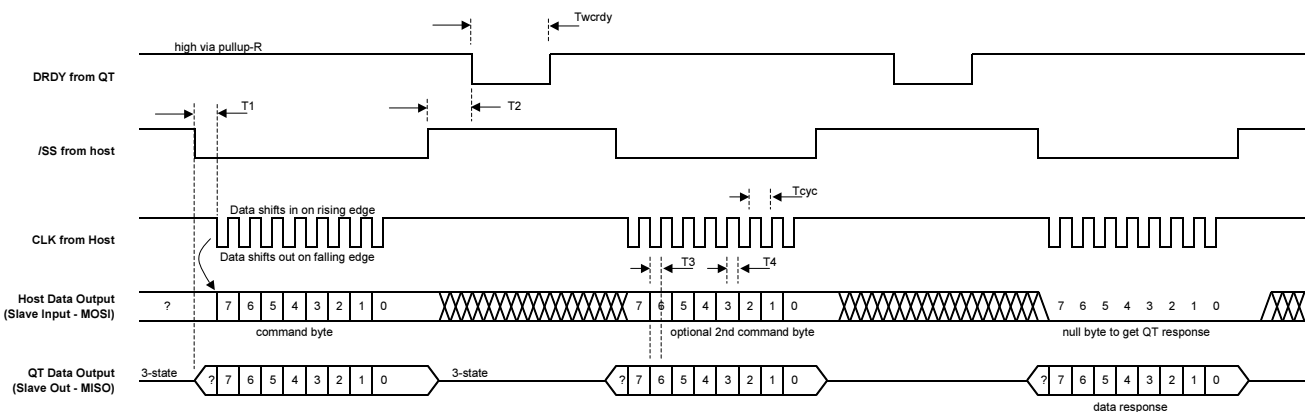 Twcrdy
high via pullup-R
DRDY from QT
T1
T2
/SS from host
Tcyc
Data shifts in on rising edge
CLK from Host
Data shifts out on falling edge
T3
T4
Host Data Output
(Slave Input - MOSI)
? 7 6 5 4 3 2 1 0
7 6 5 4 3 2 1 0
7 6 5 4 3 2 1 0
command byte
optional 2nd command byte
null byte to get QT response
QT Data Output
(Slave Out - MISO)
3-state
? 7 6 5 4 3 2 1 0
3-state
? 7 6 5 4 3 2 1 0
? 7 6 5 4 3 2 1 0
data response